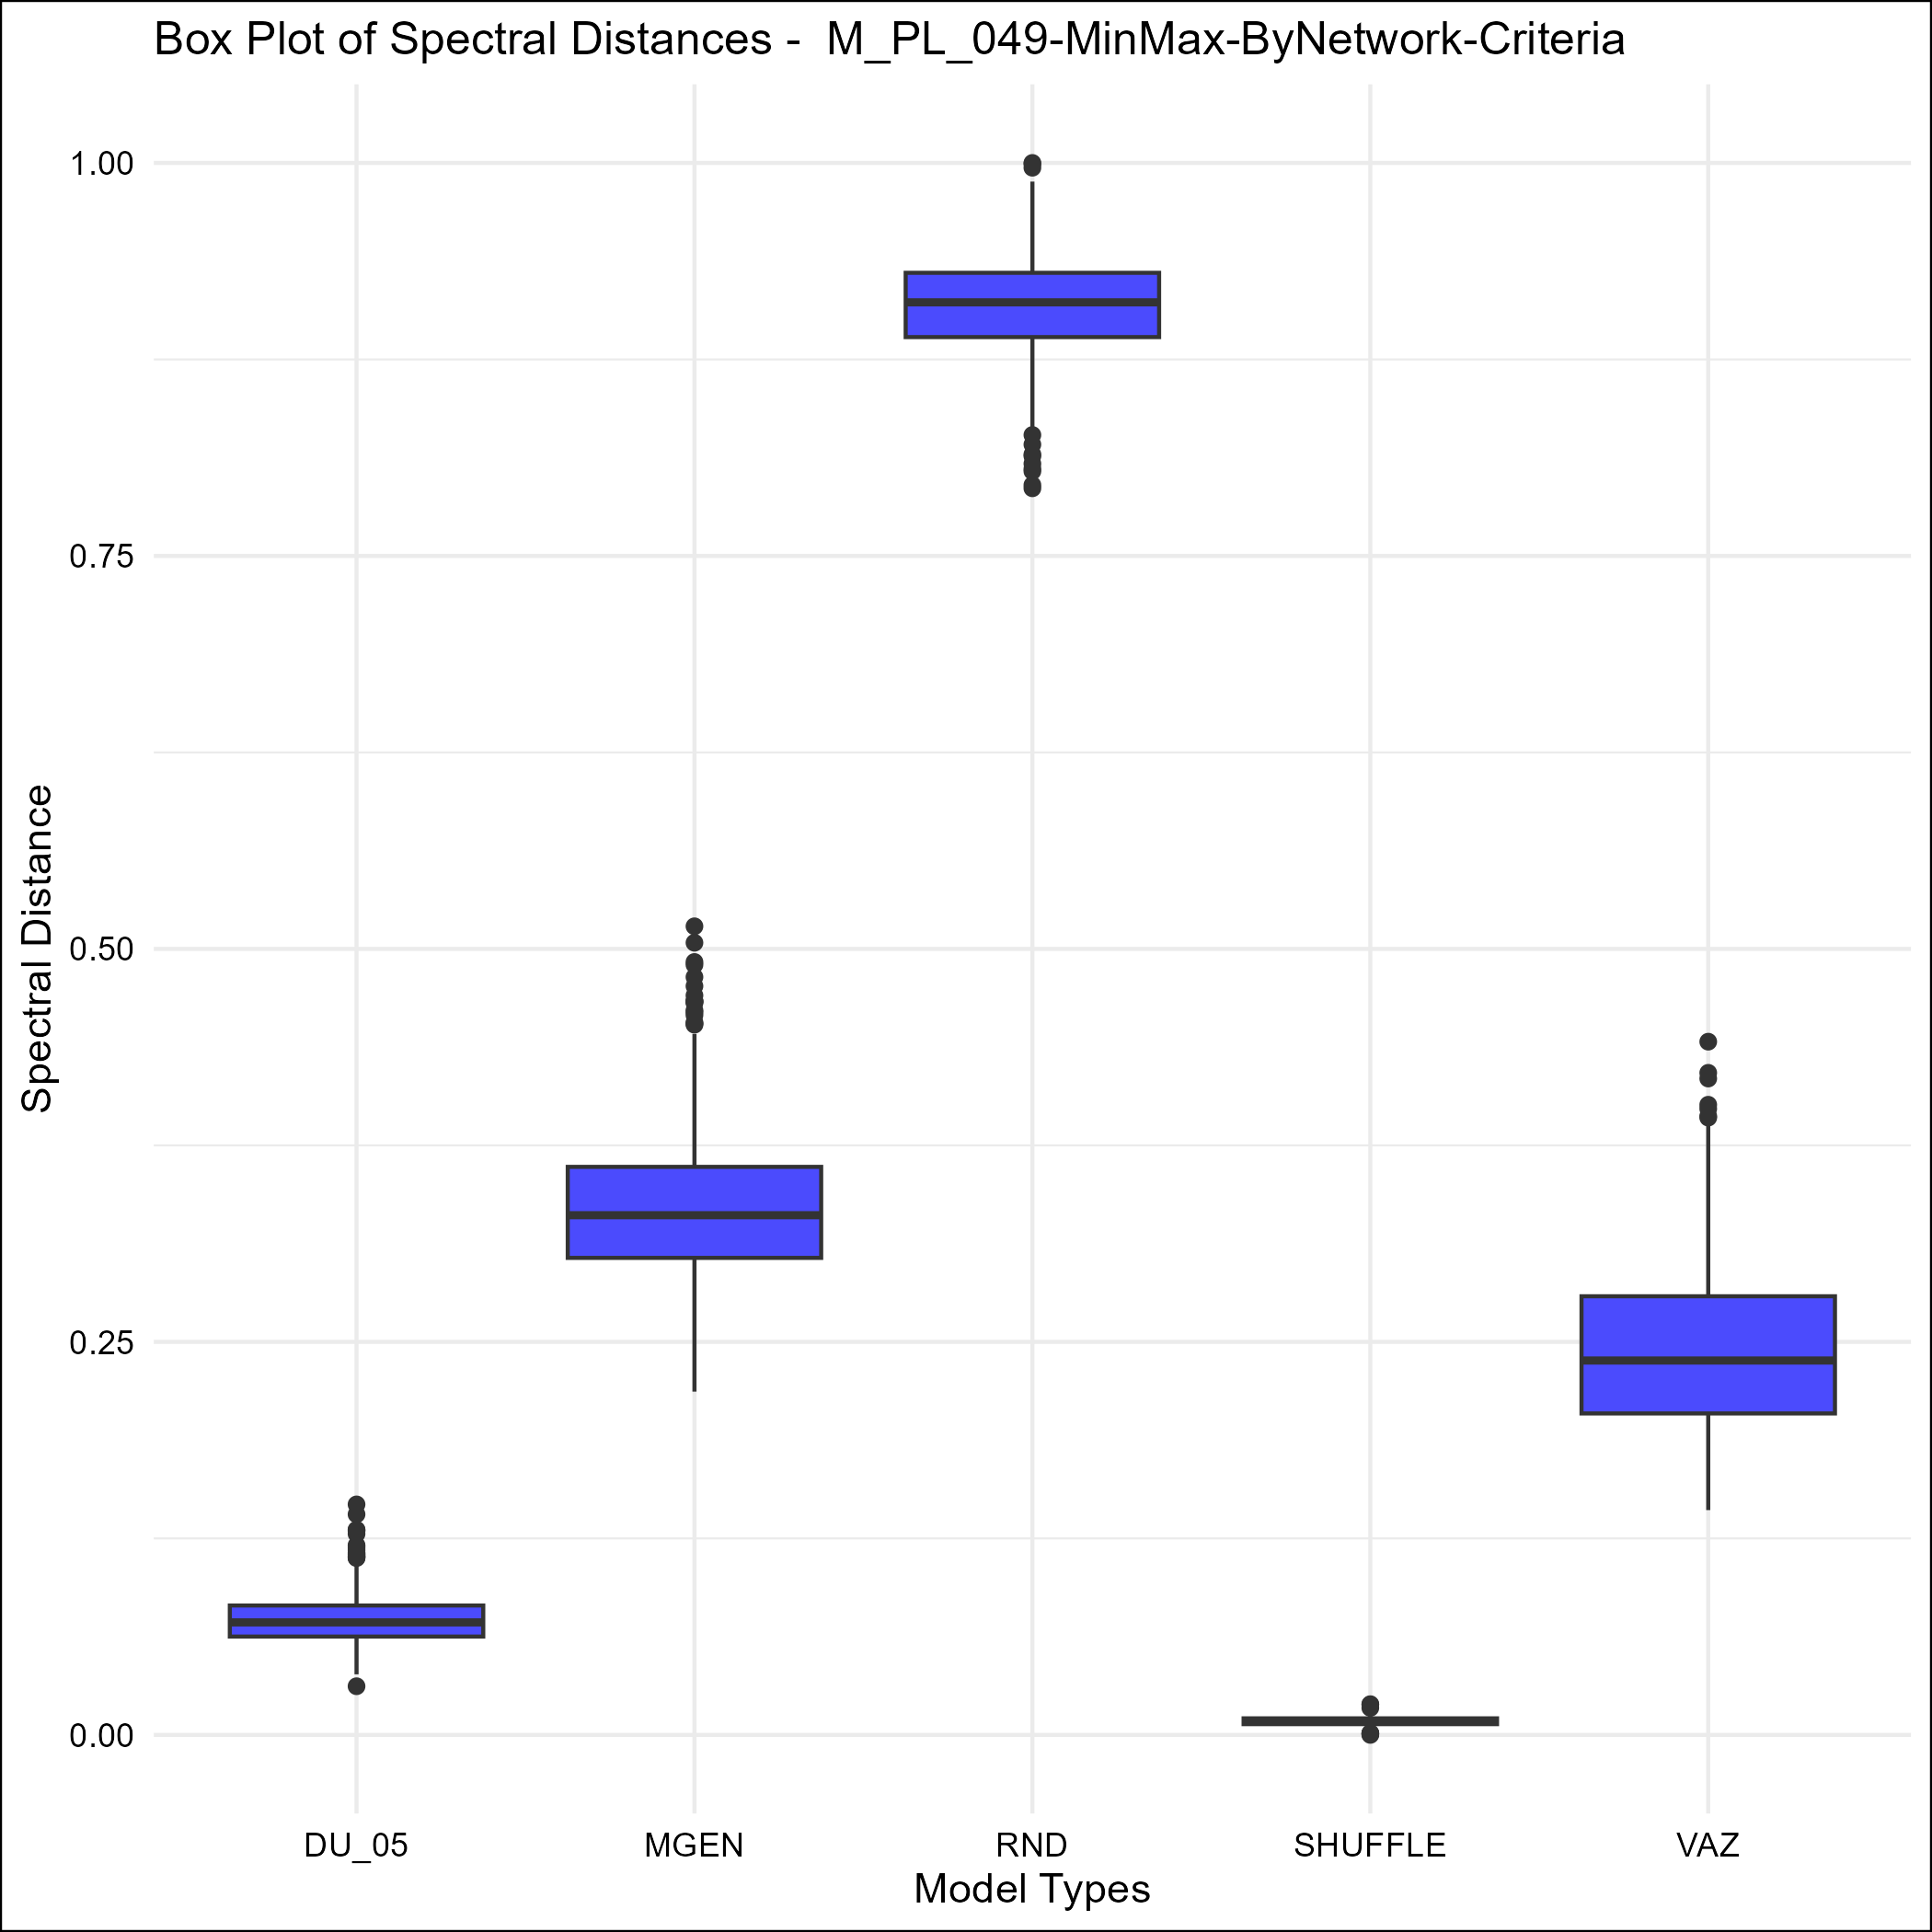 Box Plot of Spectral Distances -  M_PL_049-MinMax-ByNetwork-Criteria
Spectral Distance
1.00
0.75
0.50
0.25
0.00
DU_05 MGEN RND SHUFFLE VAZ
Model Types